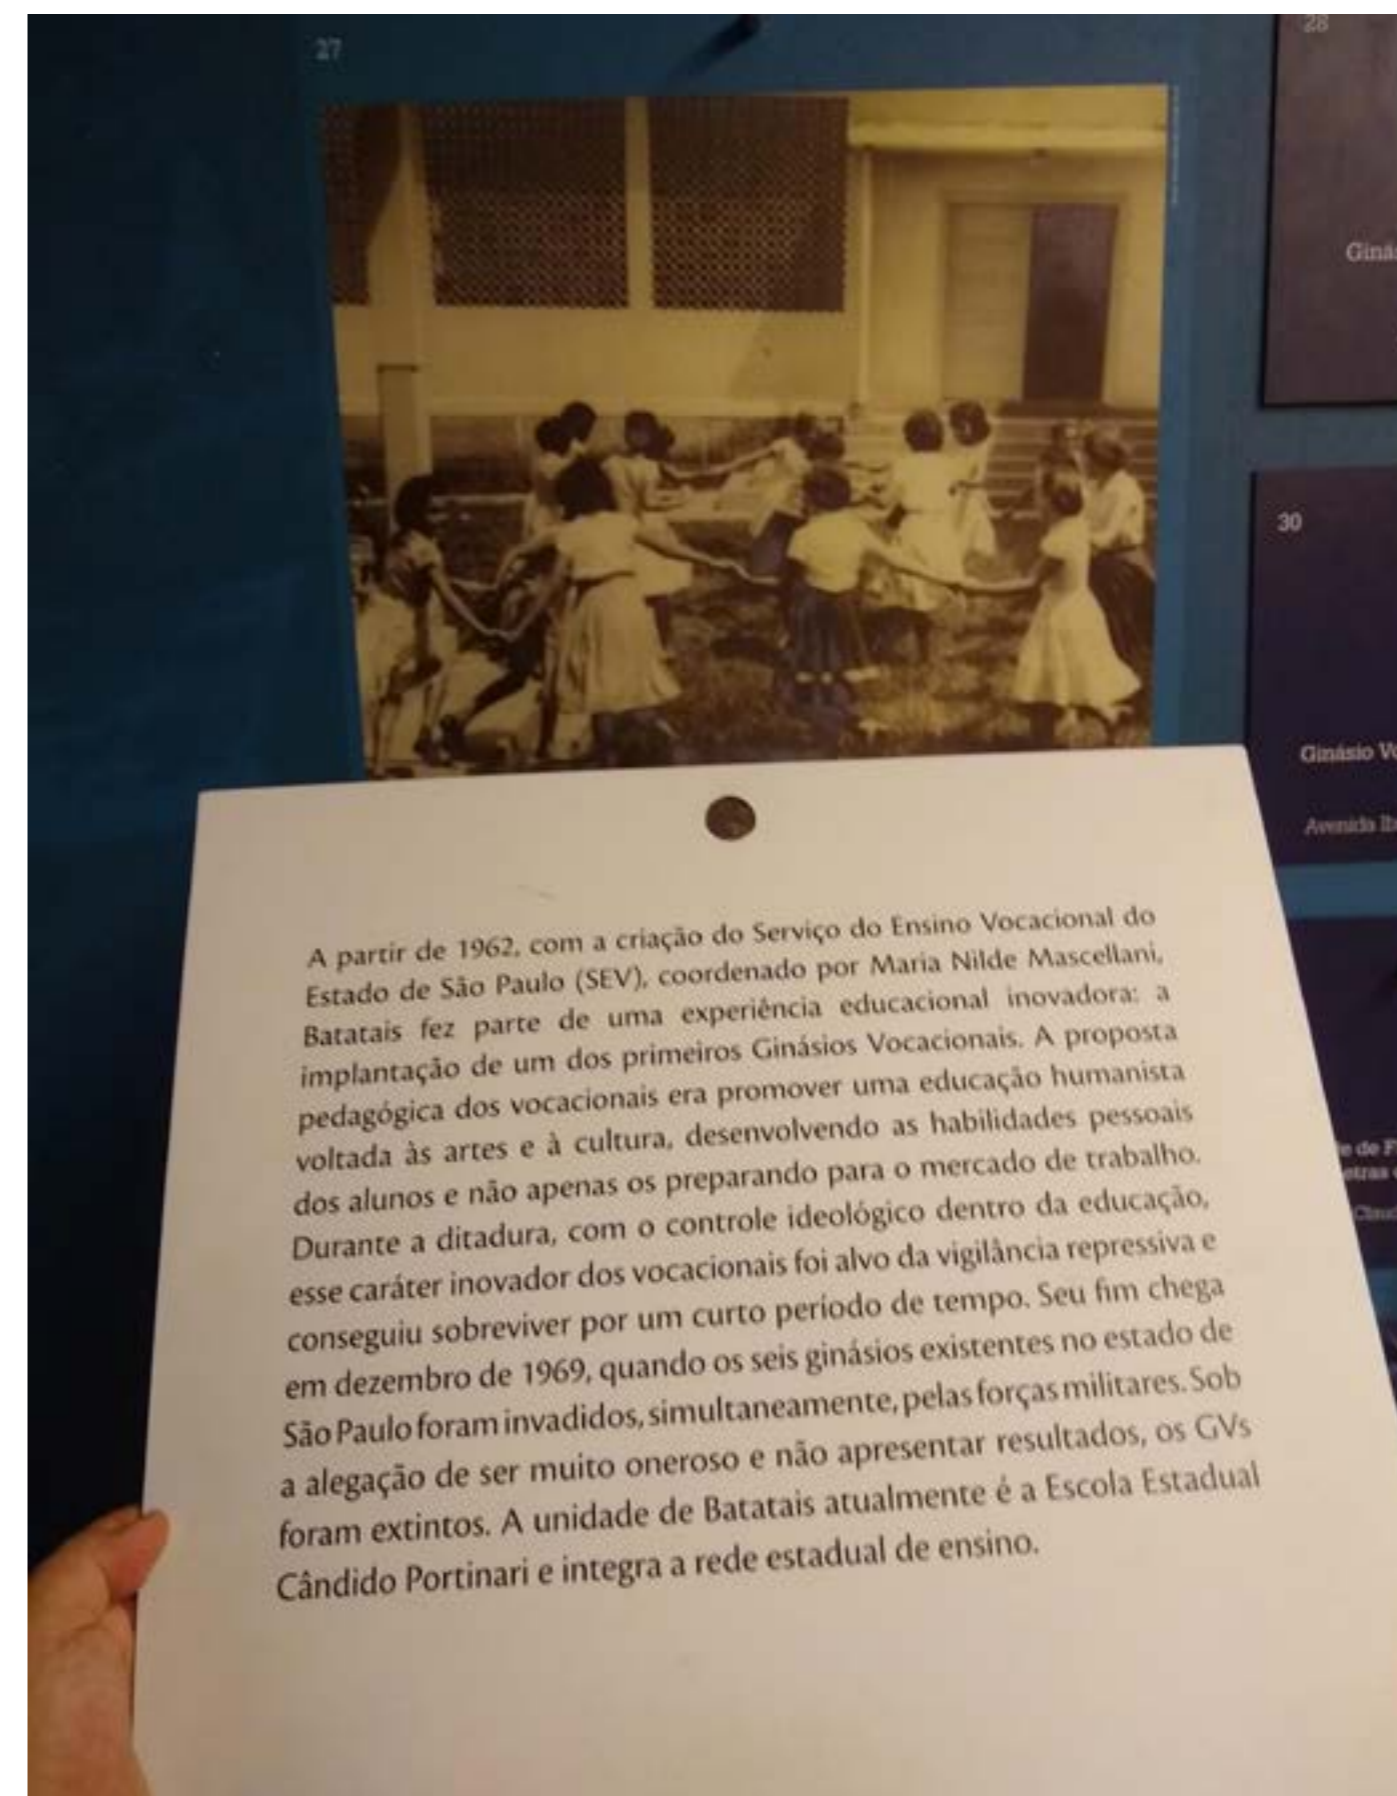 27
28
30
Ginásio
Avenida
A partir de 1962, com a criação do Serviço do Ensino Vocacional do
Estado de São Paulo (SEV), coordenado por Maria Nilde Mascellani,
Batatais fez parte de uma experiência educacional inovadora: a
implantação de um dos primeiros Ginásios Vocacionais. A proposta
pedagógica dos vocacionais era promover uma educação humanista
voltada às artes e à cultura, desenvolvendo as habilidades pessoais
dos alunos e não apenas os preparando para o mercado de trabalho.
Durante a ditadura, com o controle ideológico dentro da educação,
esse caráter inovador dos vocacionais foi alvo da vigilância repressiva e
conseguiu sobreviver por um curto período de tempo. Seu fim chega
em dezembro de 1969, quando os seis ginásios existentes no estado de
São Paulo foram invadidos, simultaneamente, pelas forças militares. Sob
a alegação de ser muito oneroso e não apresentar resultados, os GVs
foram extintos. A unidade de Batatais atualmente é a Escola Estadual
Cândido Portinari e integra a rede estadual de ensino.